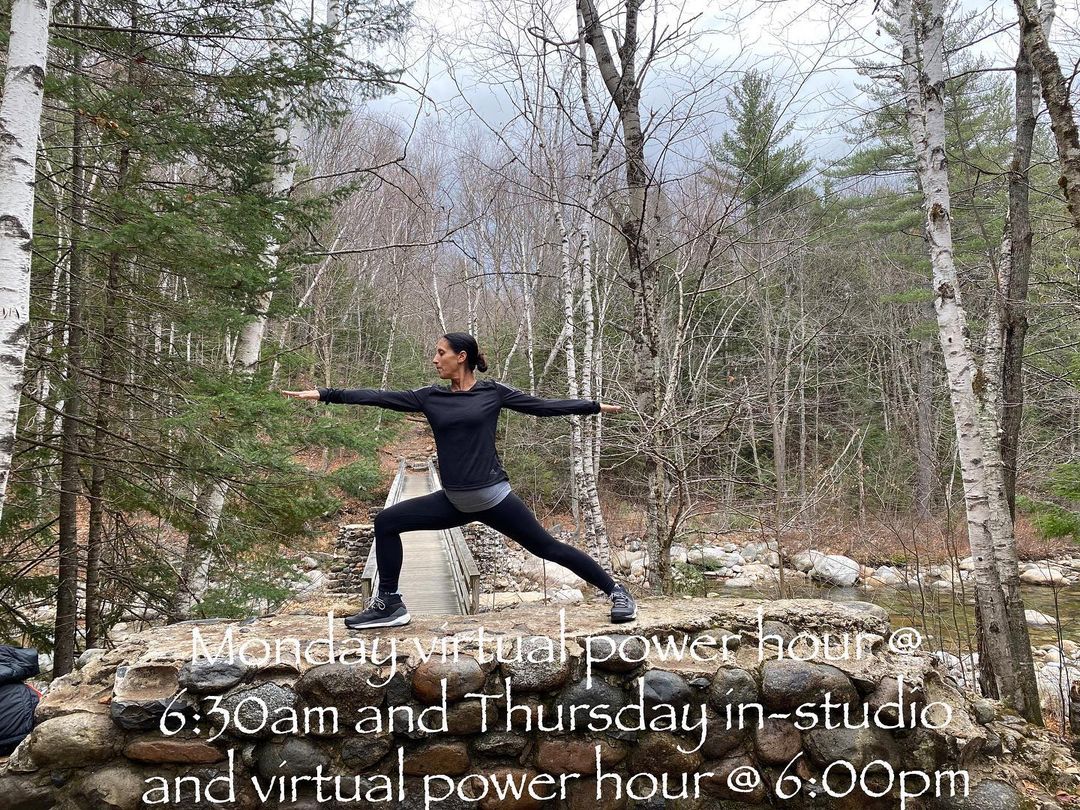 Monday virtual power hour @
6:30am and Thursday in-studio
and virtual power hour @ 6:00pm